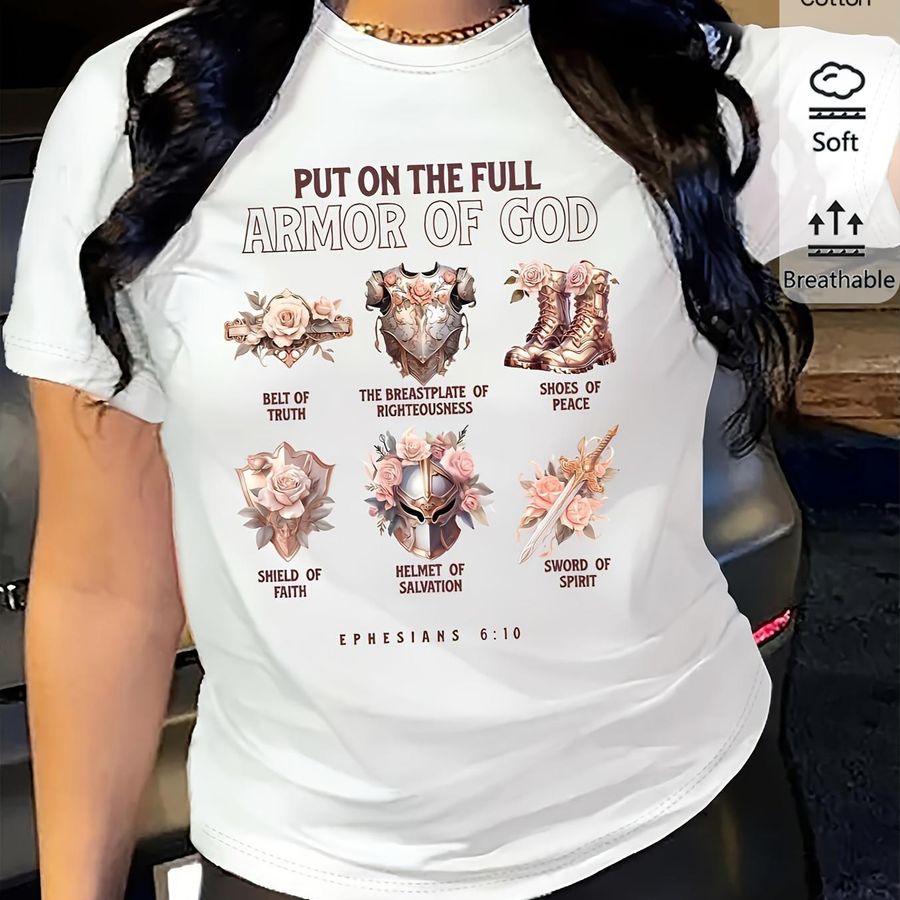 Cotton
Soft
Breathable
PUT ON THE FULL
ARMOR OF GOD
BELT OF
TRUTH
THE BREASTPLATE OF
RIGHTEOUSNESS
SHOES OF
PEACE
SHIELD OF
FAITH
HELMET OF
SALVATION
SWORD OF
SPIRIT
EPHESIANS 6:10